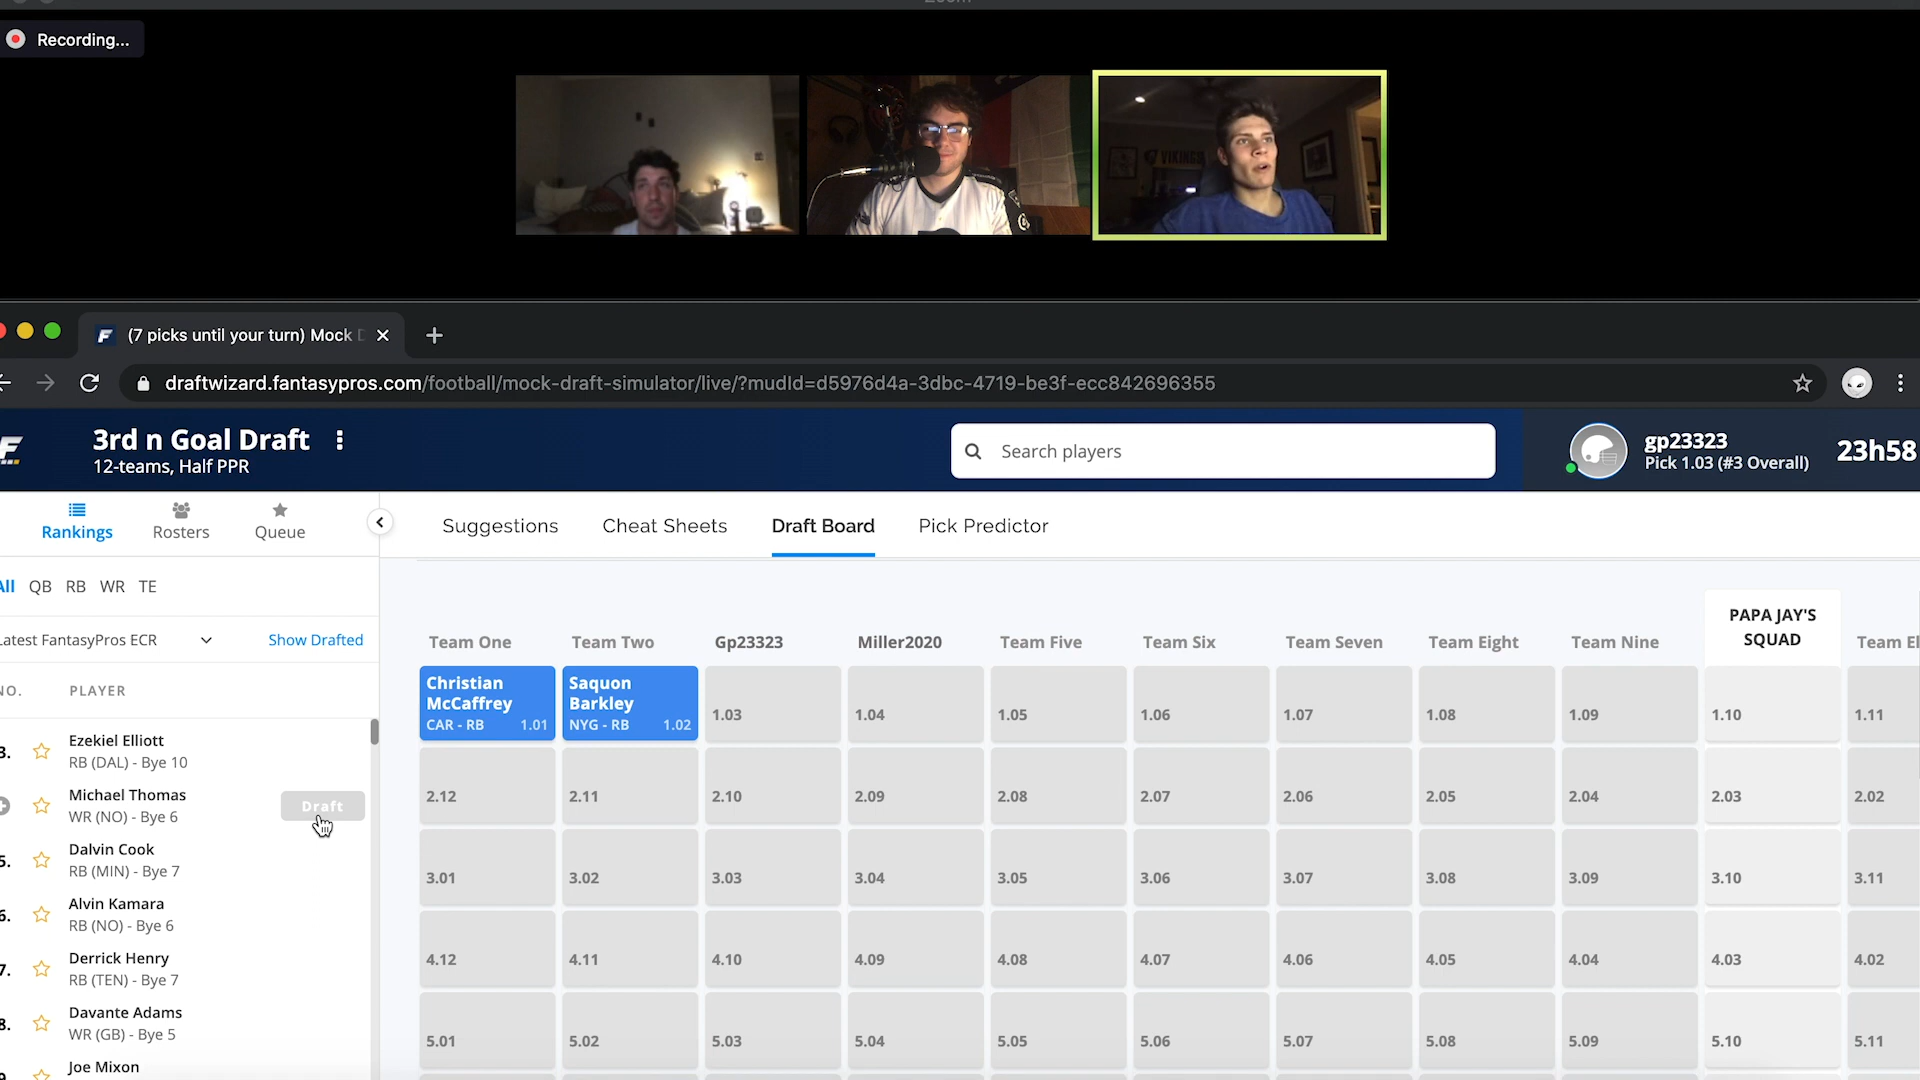 Recording...
VIKINGS
(7 picks until your turn) Mock
draftwizard.fantasypros.com/football/mock-draft-simulator/live/?mudId=d5976d4a-3dbc-4719-be3f-ecc842696355
3rd n Goal Draft
12-teams, Half PPR
Search players
gp23323
Pick 1.03 (#3 Overall)
23h58
Rankings Rosters Queue
Suggestions Cheat Sheets Draft Board Pick Predictor
All QB RB WR TE
Latest FantasyPros ECR Show Drafted
NO. PLAYER
3. Ezekiel Elliott
RB (DAL) - Bye 10
Michael Thomas
WR (NO) - Bye 6
Draft
5. Dalvin Cook
RB (MIN) - Bye 7
6. Alvin Kamara
RB (NO) - Bye 6
7. Derrick Henry
RB (TEN) - Bye 7
8. Davante Adams
WR (GB) - Bye 5
Joe Mixon
Team One Team Two Gp23323 Miller2020 Team Five Team Six Team Seven Team Eight Team Nine PAPA JAY'S SQUAD Team El
Christian McCaffrey
CAR - RB 1.01
Saquon Barkley
NYG - RB 1.02
1.03 1.04 1.05 1.06 1.07 1.08 1.09 1.10 1.11
2.12 2.11 2.10 2.09 2.08 2.07 2.06 2.05 2.04 2.03 2.02
3.01 3.02 3.03 3.04 3.05 3.06 3.07 3.08 3.09 3.10 3.11
4.12 4.11 4.10 4.09 4.08 4.07 4.06 4.05 4.04 4.03 4.02
5.01 5.02 5.03 5.04 5.05 5.06 5.07 5.08 5.09 5.10 5.11